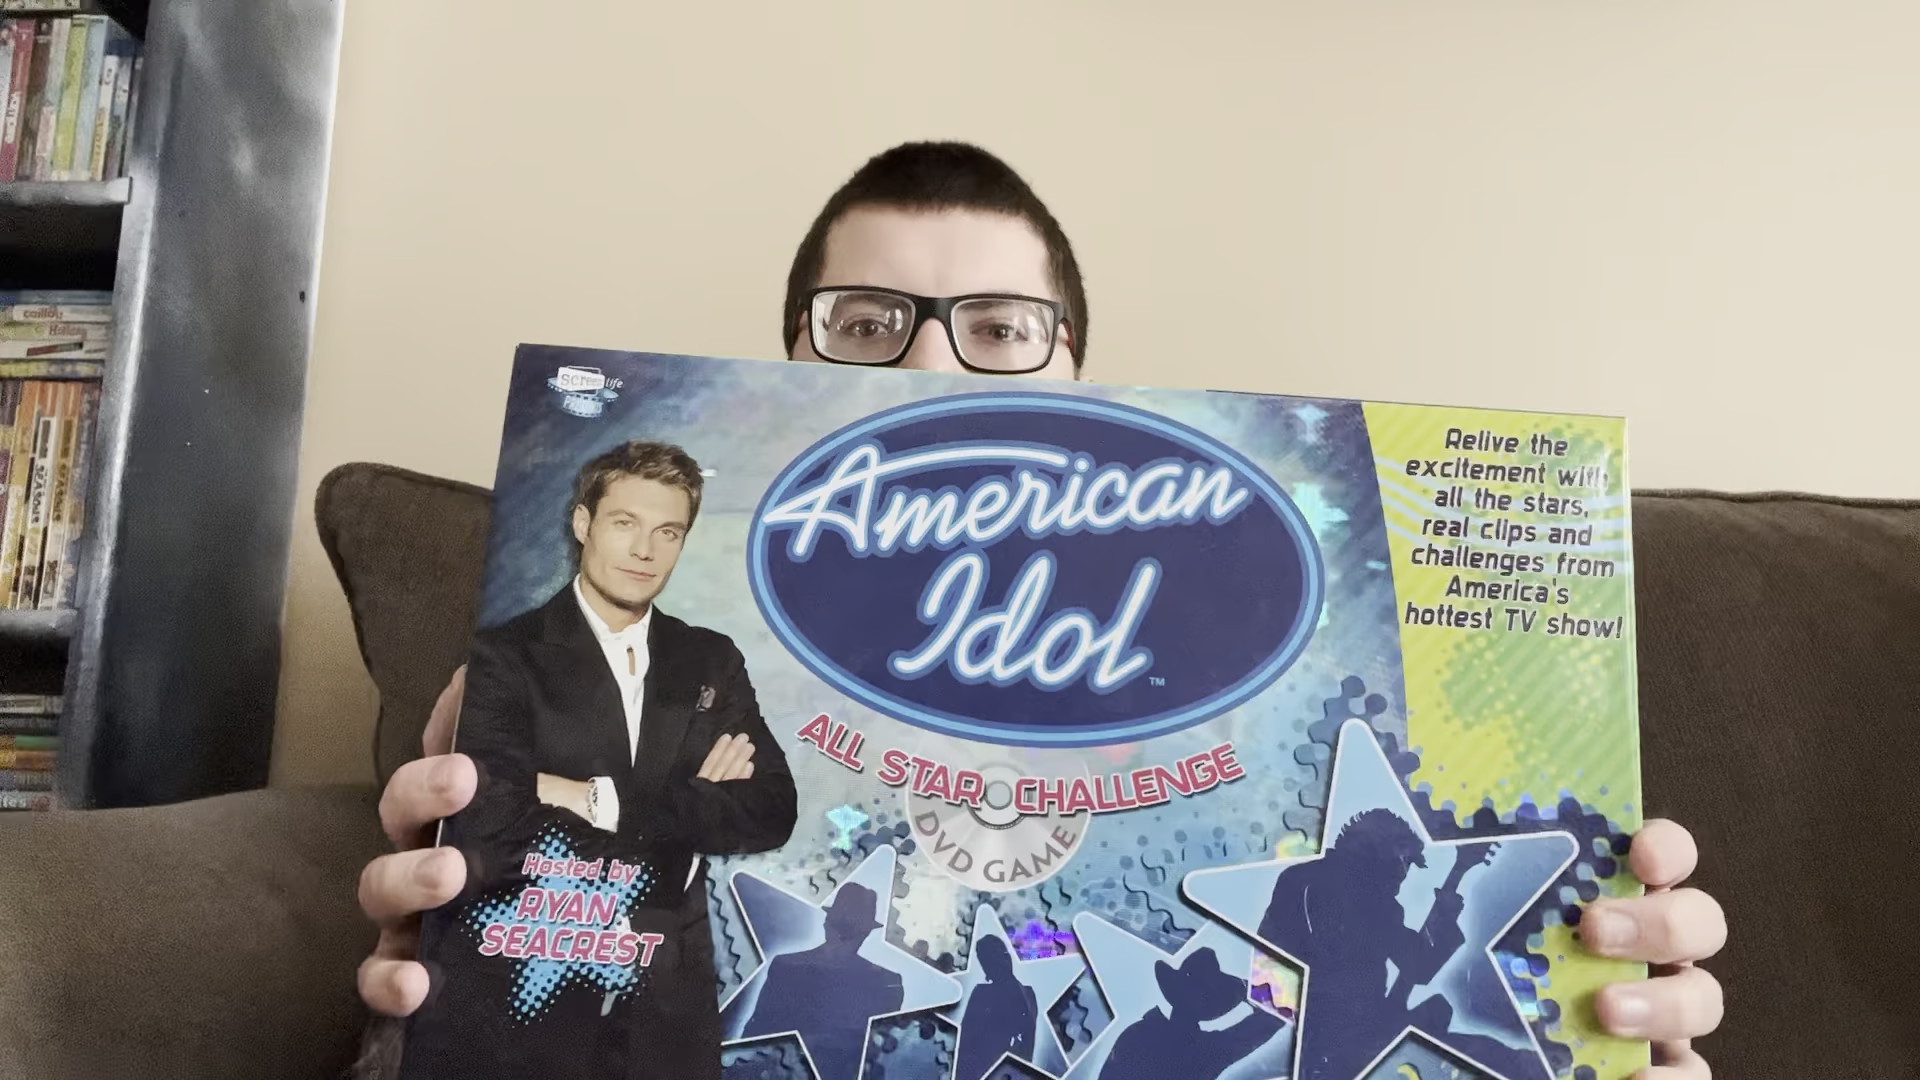 caillou
screenlife
American
Idol
TM
ALL STAR CHALLENGE
DVD GAME
Hosted by
RYAN
SEACREST
Relive the
excitement with
all the stars,
real clips and
challenges from
America's
hottest TV show!